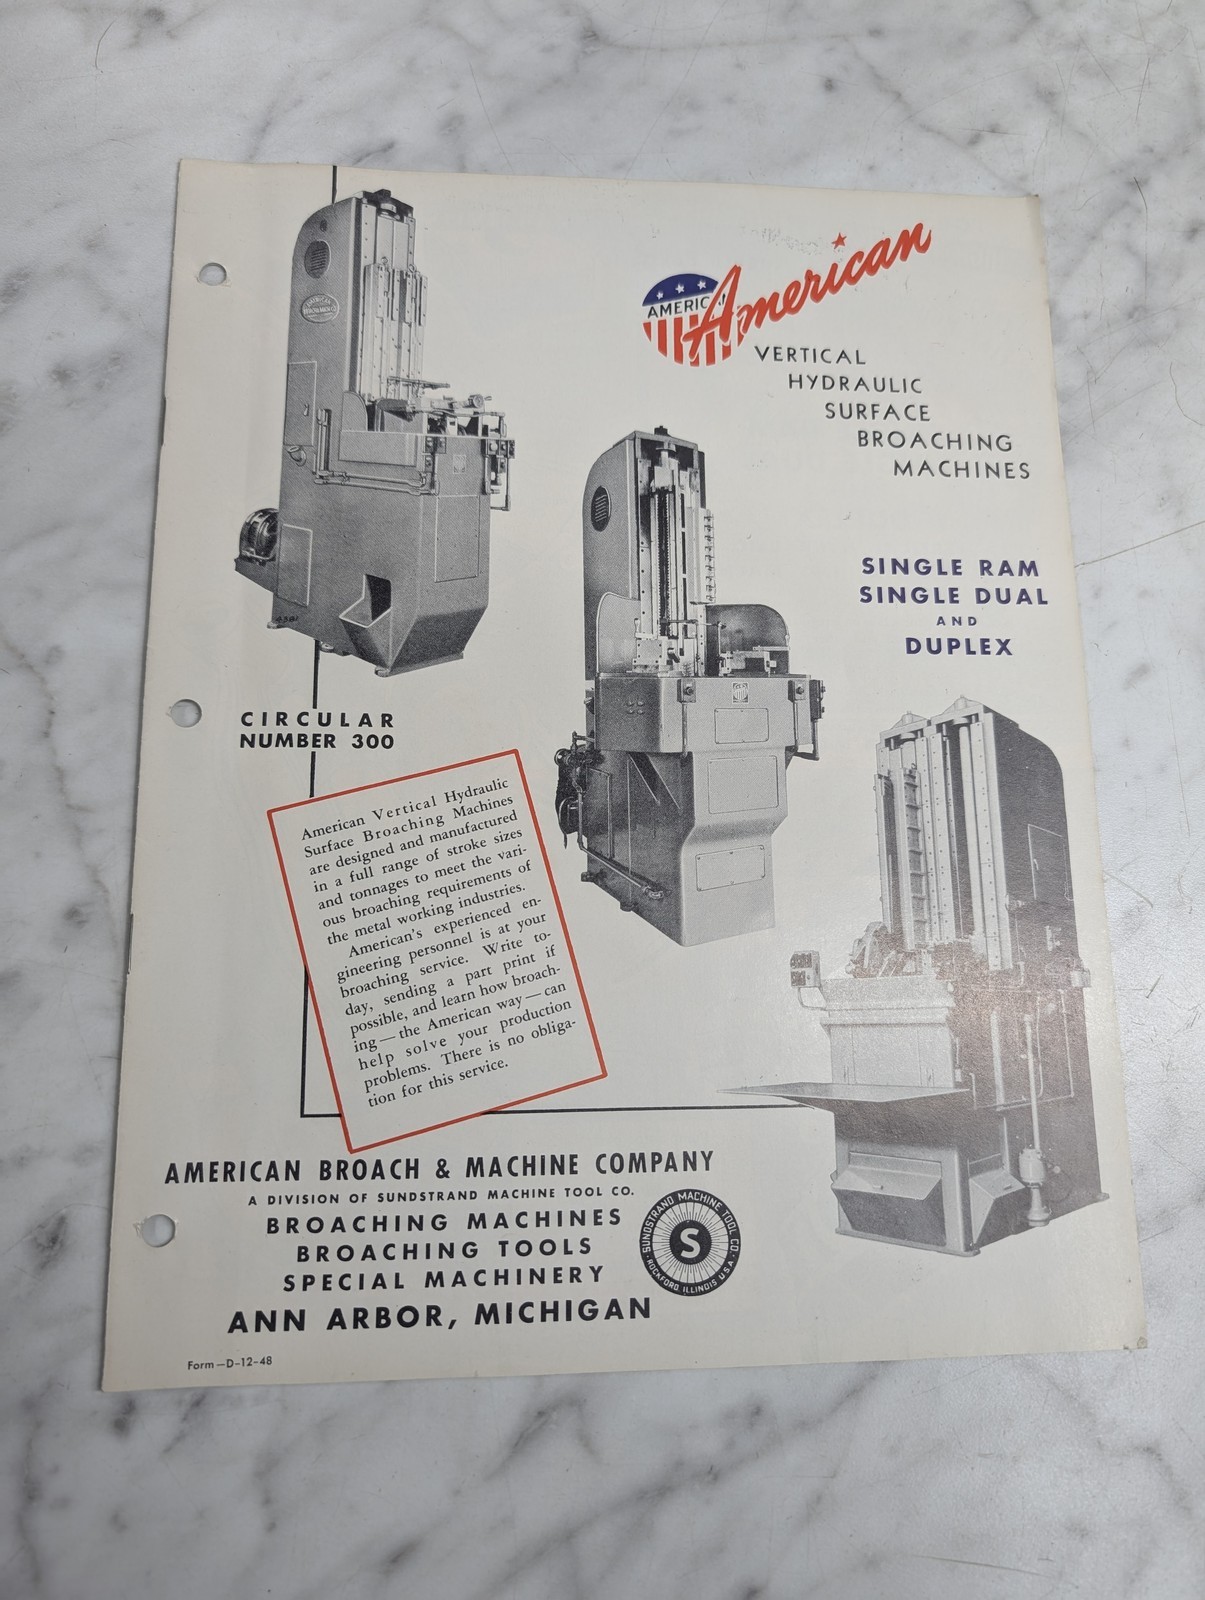 AMERICAN
American
VERTICAL
HYDRAULIC
SURFACE
BROACHING
MACHINES
SINGLE RAM
SINGLE DUAL
AND
DUPLEX
CIRCULAR
NUMBER 300
American Vertical Hydraulic
Surface Broaching Machines
are designed and manufactured
in a full range of stroke sizes
and tonnages to meet the vari-
ous broaching requirements of
the metal working industries.
American's experienced en-
gineering personnel is at your
broaching service. Write to-
day, sending a part print if
possible, and learn how broach-
ing—the American way—can
help solve your production
problems. There is no obliga-
tion for this service.
AMERICAN BROACH & MACHINE COMPANY
A DIVISION OF SUNDSTRAND MACHINE TOOL CO.
BROACHING MACHINES
BROACHING TOOLS
SPECIAL MACHINERY
ANN ARBOR, MICHIGAN
SUNDSTRAND MACHINE TOOL CO.
S
ROCKFORD, ILLINOIS U.S.A.
Form—D-12-48